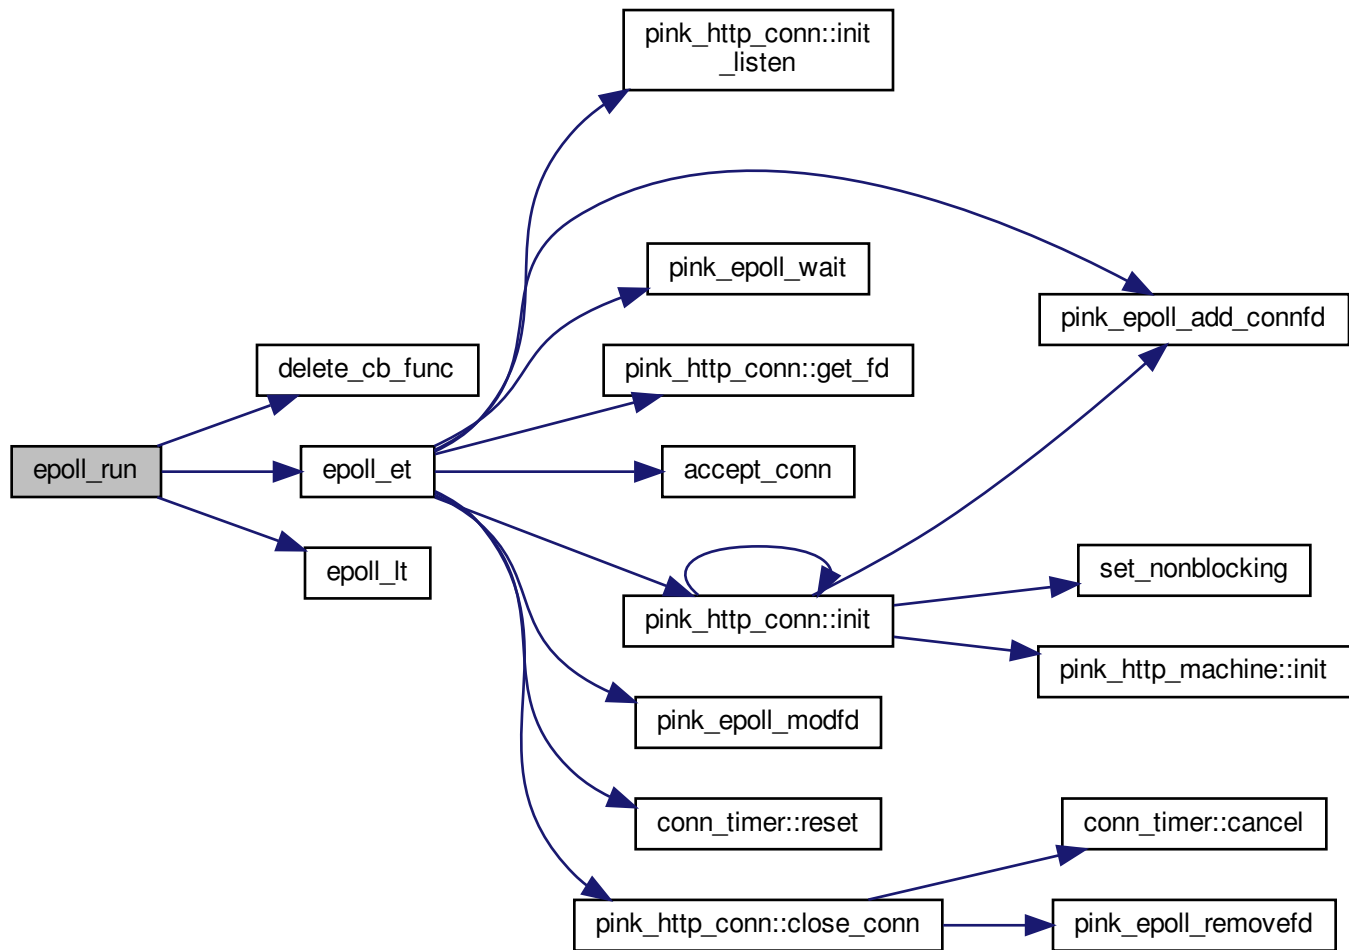 pink_http_conn::init
_listen
pink_epoll_wait
pink_epoll_add_connfd
delete_cb_func
pink_http_conn::get_fd
epoll_run
epoll_et
accept_conn
epoll_lt
set_nonblocking
pink_http_conn::init
pink_http_machine::init
pink_epoll_modfd
conn_timer::reset
conn_timer::cancel
pink_http_conn::close_conn
pink_epoll_removefd